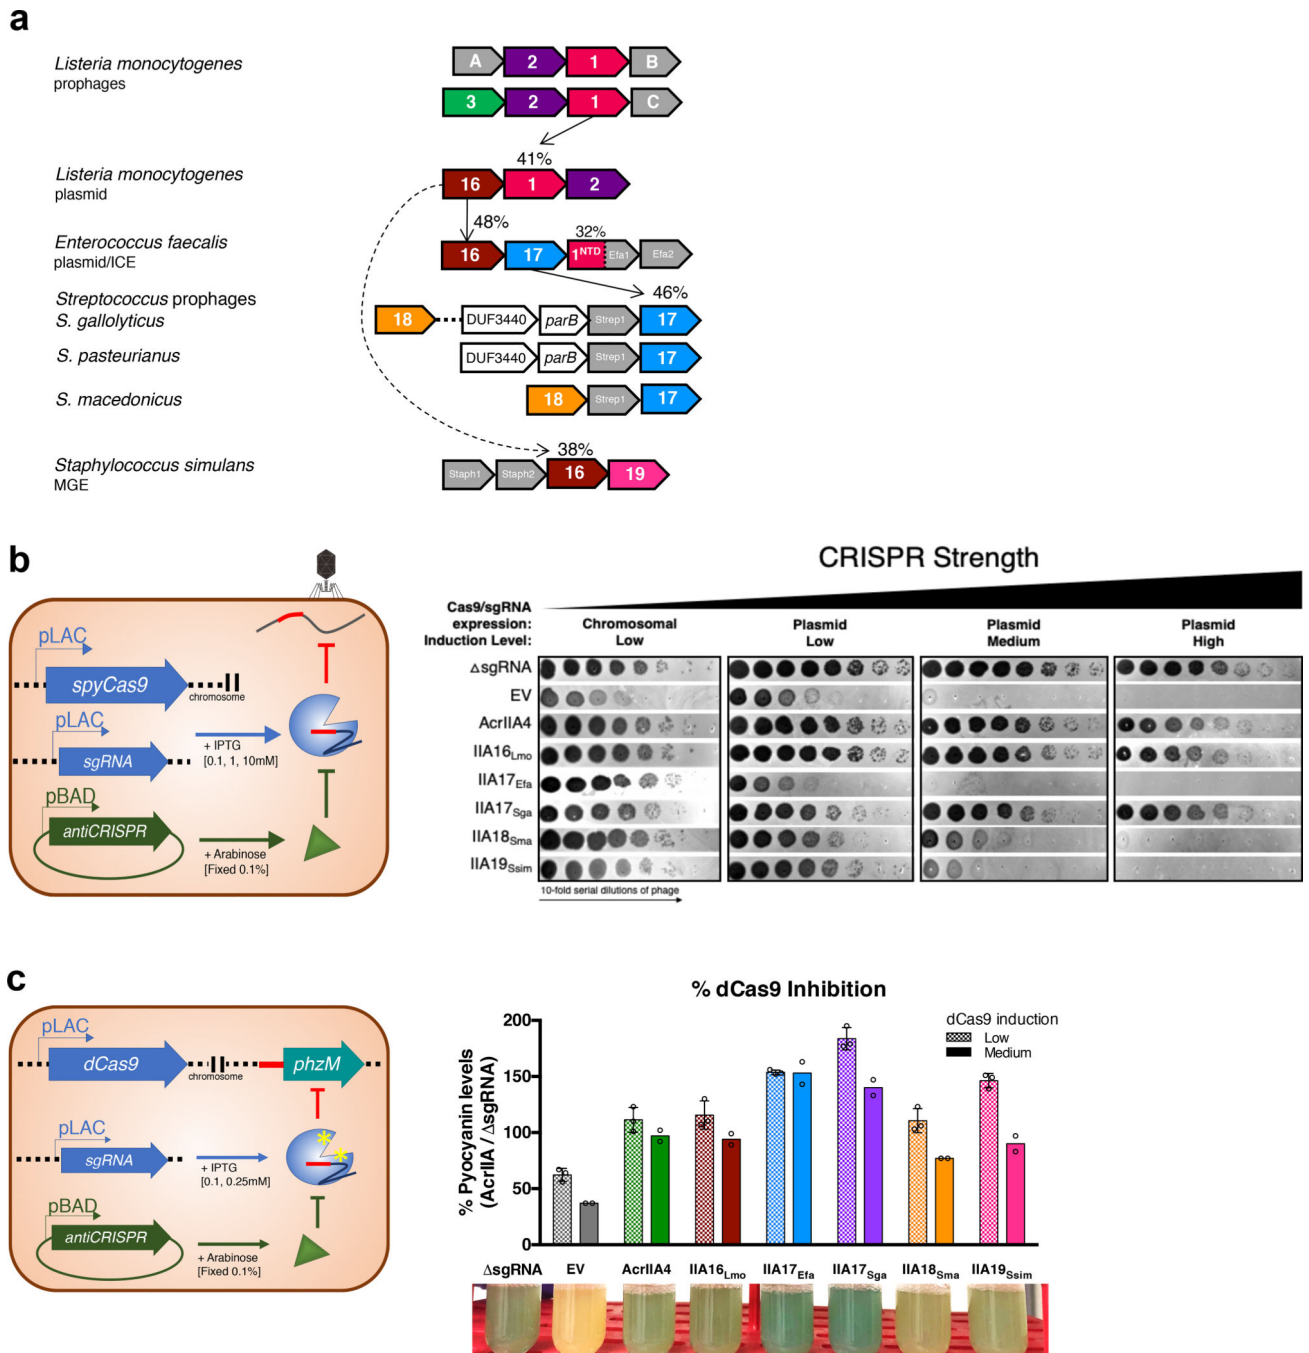 a
Listeria monocytogenes
prophages
A 2 1 B
3 2 1 C
41%
Listeria monocytogenes
plasmid
16 1 2
48%
Enterococcus faecalis
plasmid/ICE
32%
16 17 1NTD Efa1 Efa2
Streptococcus prophages
46%
S. gallolyticus
18 DUF3440 parB Strep1 17
S. pasteurianus
DUF3440 parB Strep1 17
S. macedonicus
18 Strep1 17
38%
Staphylococcus simulans
MGE
Staph1 Staph2 16 19
b
pLAC
spyCas9
chromosome
pLAC
sgRNA
+ IPTG
[0.1, 1, 10mM]
pBAD
antiCRISPR
+ Arabinose
[Fixed 0.1%]
CRISPR Strength
Cas9/sgRNA
expression:
Induction Level:
Chromosomal
Low
Plasmid
Low
Plasmid
Medium
Plasmid
High
ΔsgRNA
EV
AcrIIA4
IIA16Lmo
IIA17Efa
IIA17Sga
IIA18Sma
IIA19Ssim
10-fold serial dilutions of phage
c
pLAC
dCas9
chromosome
phzM
pLAC
sgRNA
+ IPTG
[0.1, 0.25mM]
pBAD
antiCRISPR
+ Arabinose
[Fixed 0.1%]
% dCas9 Inhibition
% Pyocyanin levels
(AcrIIA / ΔsgRNA)
200
150
100
50
0
dCas9 induction
Low
Medium
ΔsgRNA EV AcrIIA4 IIA16Lmo IIA17Efa IIA17Sga IIA18Sma IIA19Ssim